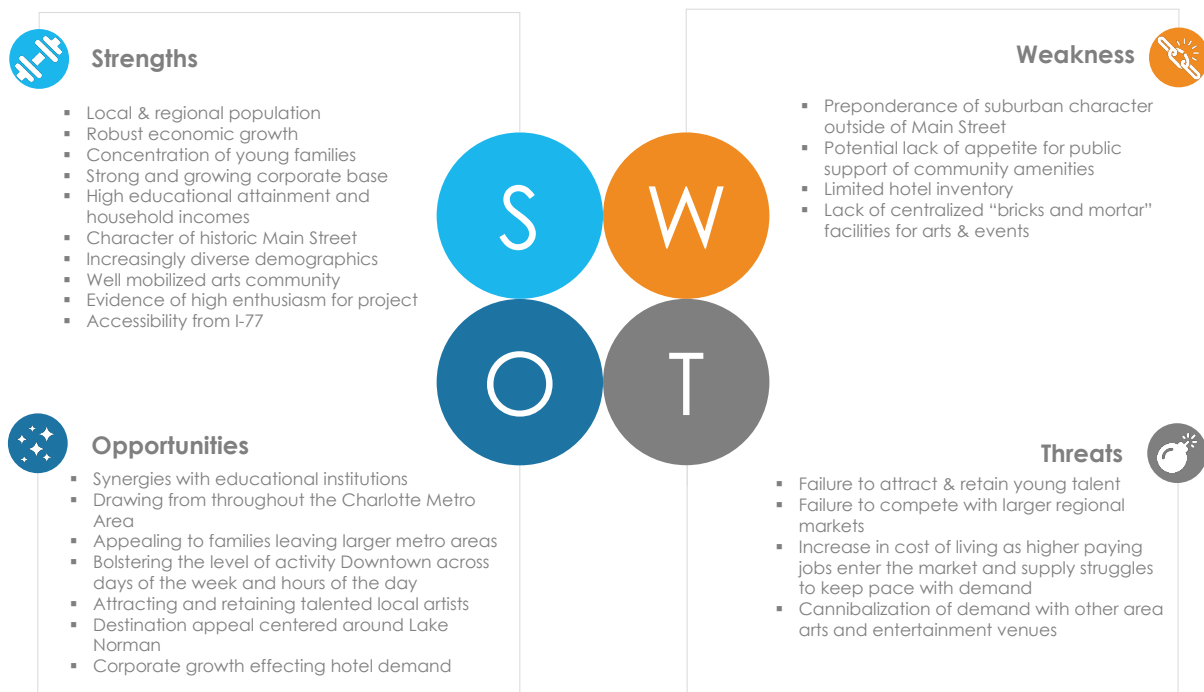 Strengths
▪ Local & regional population
▪ Robust economic growth
▪ Concentration of young families
▪ Strong and growing corporate base
▪ High educational attainment and
household incomes
▪ Character of historic Main Street
▪ Increasingly diverse demographics
▪ Well mobilized arts community
▪ Evidence of high enthusiasm for project
▪ Accessibility from I-77
Weakness
▪ Preponderance of suburban character
outside of Main Street
▪ Potential lack of appetite for public
support of community amenities
▪ Limited hotel inventory
▪ Lack of centralized “bricks and mortar”
facilities for arts & events
S
W
O
T
Opportunities
▪ Synergies with educational institutions
▪ Drawing from throughout the Charlotte Metro
Area
▪ Appealing to families leaving larger metro areas
▪ Bolstering the level of activity Downtown across
days of the week and hours of the day
▪ Attracting and retaining talented local artists
▪ Destination appeal centered around Lake
Norman
▪ Corporate growth effecting hotel demand
Threats
▪ Failure to attract & retain young talent
▪ Failure to compete with larger regional
markets
▪ Increase in cost of living as higher paying
jobs enter the market and supply struggles
to keep pace with demand
▪ Cannibalization of demand with other area
arts and entertainment venues